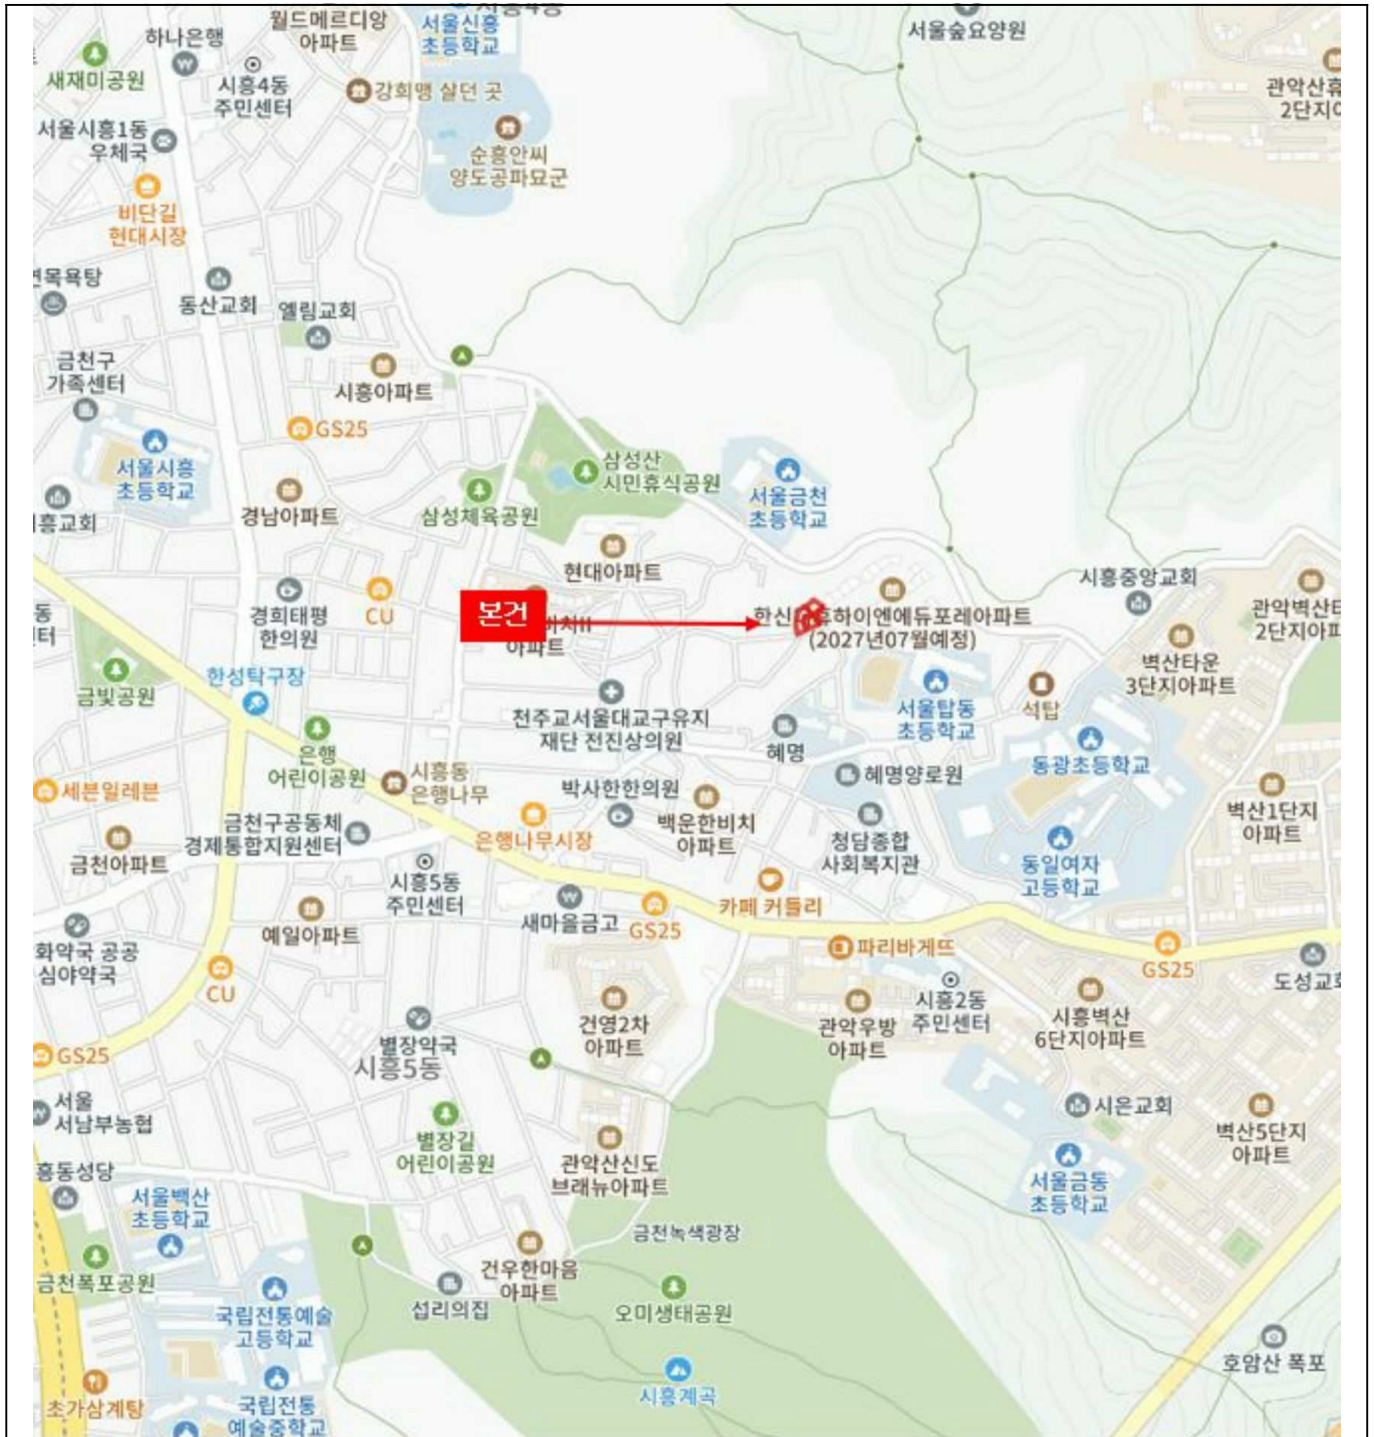 월드메르디앙
아파트
서울신흥
초등학교
하나은행
새재미공원
시흥4동
주민센터
강희맹 살던 곳
서울숲요양원
관악산휴
2단지
서울시흥1동
우체국
순흥안씨
양도공파묘군
비단길
현대시장
목욕탕
동산교회
엘림교회
금천구
가족센터
시흥아파트
GS25
서울시흥
초등학교
삼성산
시민휴식공원
서울금천
초등학교
흥교회
경남아파트
삼성체육공원
현대아파트
시흥중앙교회
경희태평
한의원
CU
본건
아파트
한신
하이엔에듀포레아파트
(2027년07월예정)
관악벽산타
2단지아파
벽산타운
3단지아파트
금빛공원
한성탁구장
천주교서울대교구유지
재단 전진상의원
서울탑동
초등학교
석탑
은행
어린이공원
혜명
동광초등학교
시흥동
은행나무
혜명양로원
세븐일레븐
박사한한의원
벽산1단지
아파트
금천구공동체
경제통합지원센터
은행나무시장
백운한비치
아파트
청담종합
사회복지관
금천아파트
동일여자
고등학교
시흥5동
주민센터
카페 커들리
새마을금고
GS25
예일아파트
화약국 공공
심야약국
파리바게뜨
GS25
도성교회
CU
시흥2동
주민센터
건영2차
아파트
관악우방
아파트
시흥벽산
6단지아파트
별장약국
시흥5동
GS25
서울
서남부농협
시은교회
별장길
어린이공원
벽산5단지
아파트
관악산신도
브래뉴아파트
흥동성당
서울백산
초등학교
서울금동
초등학교
금천녹색광장
금천폭포공원
건우한마음
아파트
섭리의집
오미생태공원
국립전통예술
고등학교
호암산 폭포
시흥계곡
초가삼계탕
국립전통
예술중학교